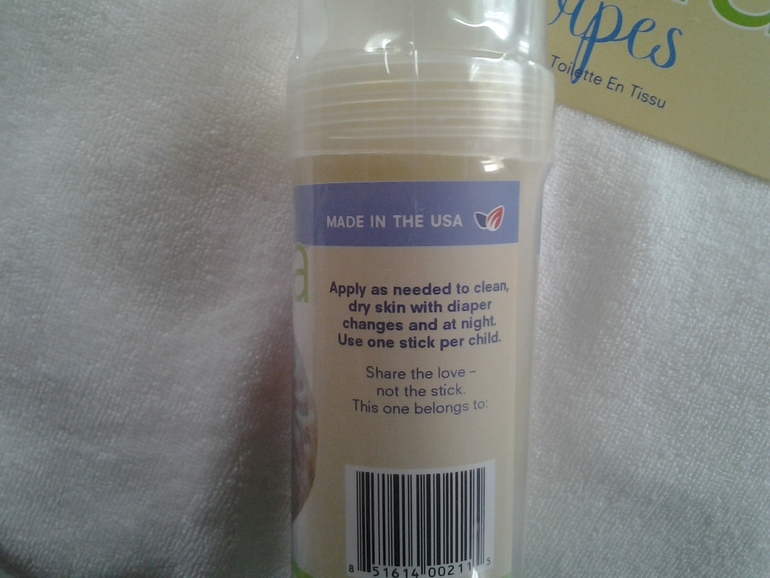 ipes
Toilette En Tissu
MADE IN THE USA
a
Apply as needed to clean,
dry skin with diaper
changes and at night.
Use one stick per child.
Share the love –
not the stick.
This one belongs to:
8 51614 00211 5